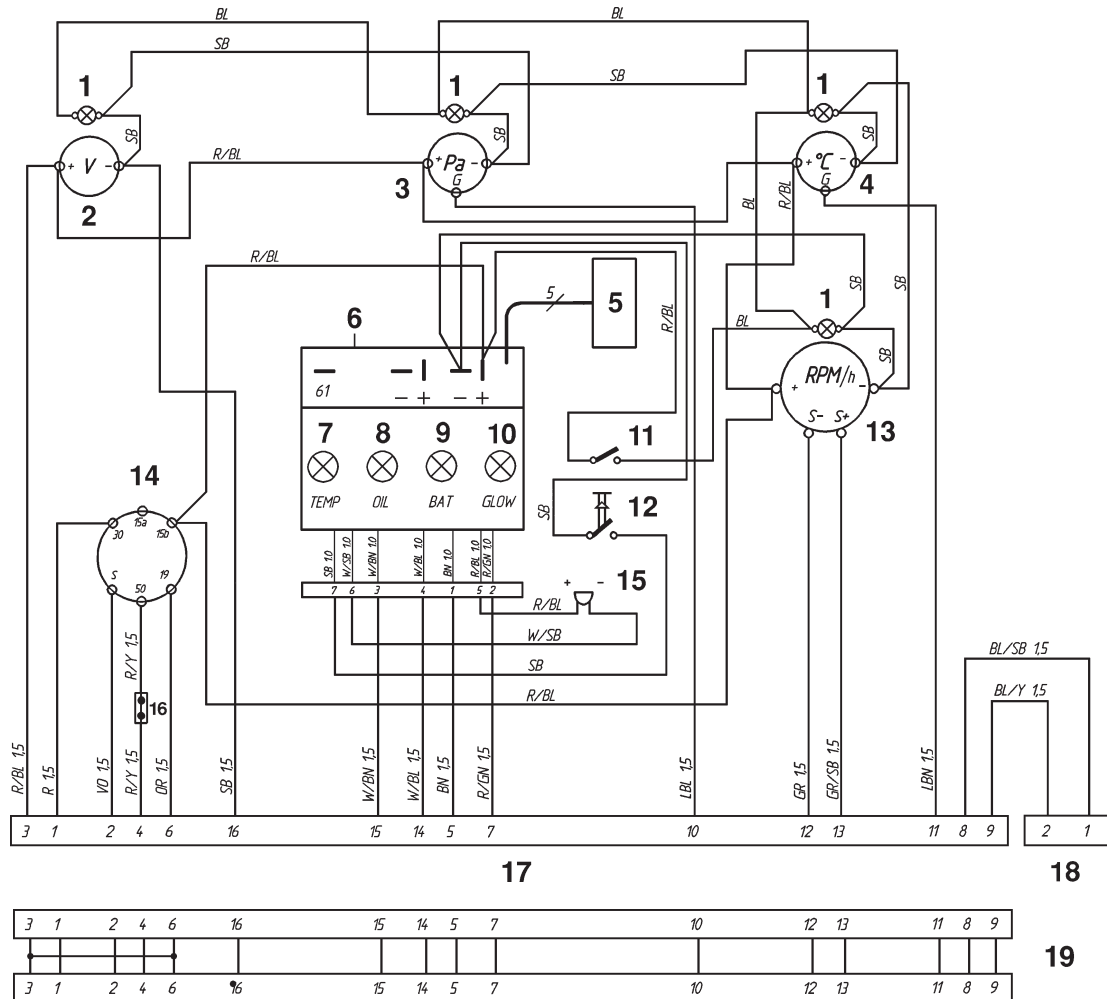 BL
BL
SB
SB
1
1
1
SB
SB
SB
+ V -
R/BL
+ Pa -
G
+ °C -
G
2
3
4
BL
R/BL
R/BL
5
5
R/BL
SB
SB
6
1
BL
SB
61
- +
- +
RPM/h
+ -
S- S+
7
8
9
10
11
13
TEMP
OIL
BAT
GLOW
SB
12
14
15a
30
15b
S
19
50
SB 1.0
W/SB 1.0
W/BN 1.0
W/BL 1.0
BN 1.0
R/BL 1.0
R/GN 1.0
7 6 3 4 1 5 2
+ -
15
R/BL
W/SB
SB
R/BL
R/Y 1,5
16
BL/SB 1,5
BL/Y 1,5
R/BL 1,5
R 1,5
VO 1,5
R/Y 1,5
OR 1,5
SB 1,5
W/BN 1,5
W/BL 1,5
BN 1,5
R/GN 1,5
LBL 1,5
GR 1,5
GR/SB 1,5
LBN 1,5
3 1 2 4 6 16 15 14 5 7 10 12 13 11 8 9
2 1
17
18
3 1 2 4 6 16 15 14 5 7 10 12 13 11 8 9
19
3 1 2 4 6 16 15 14 5 7 10 12 13 11 8 9